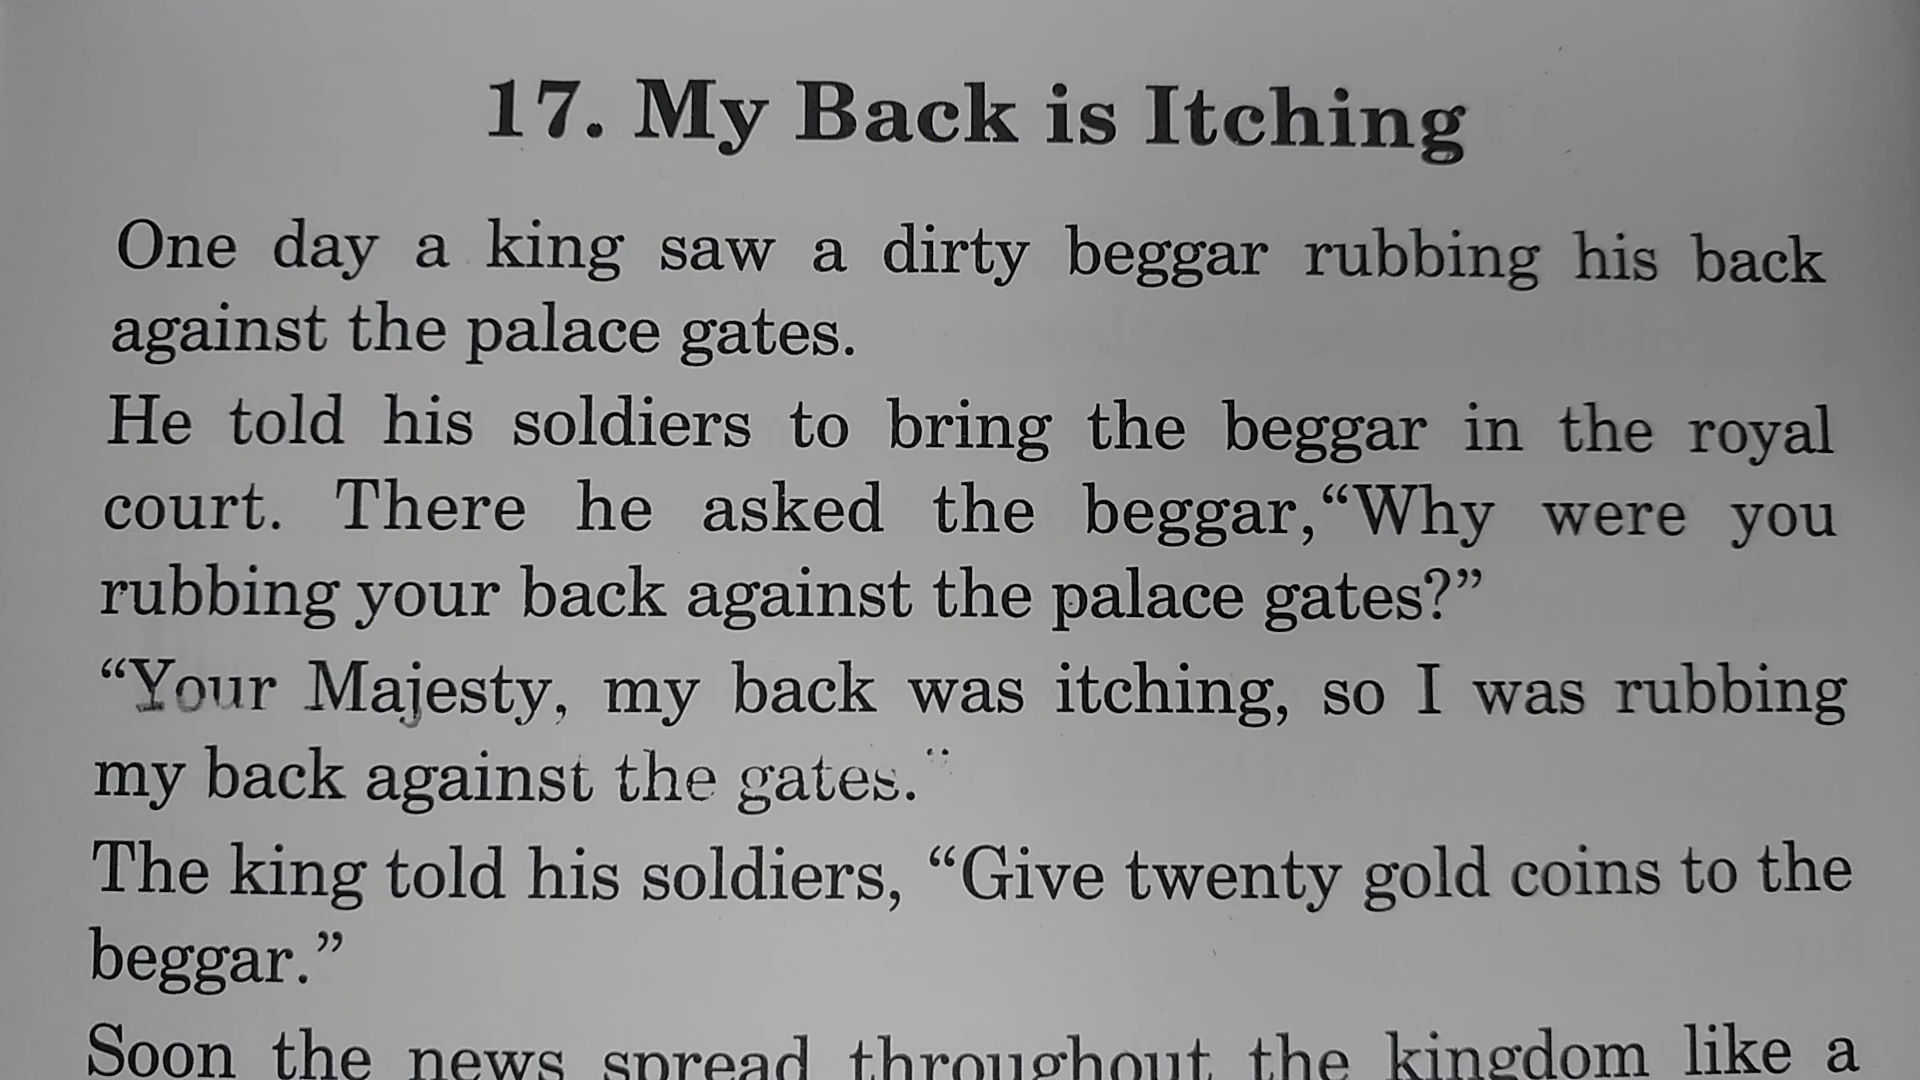 17. My Back is Itching
One day a king saw a dirty beggar rubbing his back
against the palace gates.
He told his soldiers to bring the beggar in the royal
court. There he asked the beggar,“Why were you
rubbing your back against the palace gates?”
“Your Majesty, my back was itching, so I was rubbing
my back against the gates.”
The king told his soldiers, “Give twenty gold coins to the
beggar.”
Soon the news spread throughout the kingdom like a